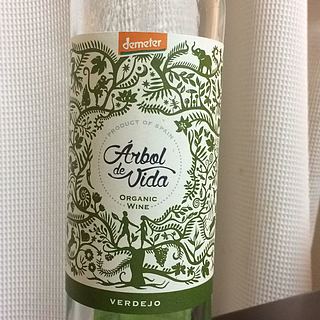 demeter
PRODUCT OF SPAIN
Árbol
de
Vida
ORGANIC
WINE
VERDEJO